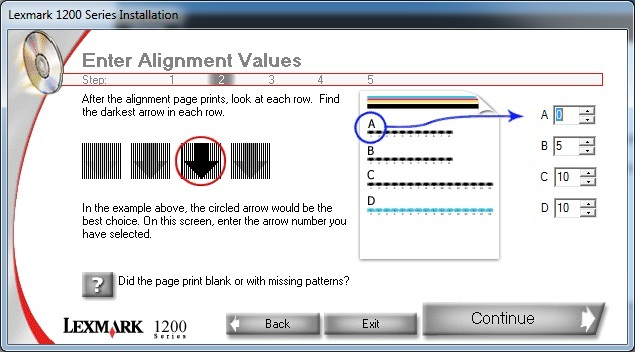 Lexmark 1200 Series Installation
Enter Alignment Values
Step: 1 2 3 4 5
After the alignment page prints, look at each row. Find
the darkest arrow in each row.
In the example above, the circled arrow would be the
best choice. On this screen, enter the arrow number you
have selected.
A
B
C
D
A 0
B 5
C 10
D 10
? Did the page print blank or with missing patterns?
LEXMARK 1200
Series
Back Exit Continue